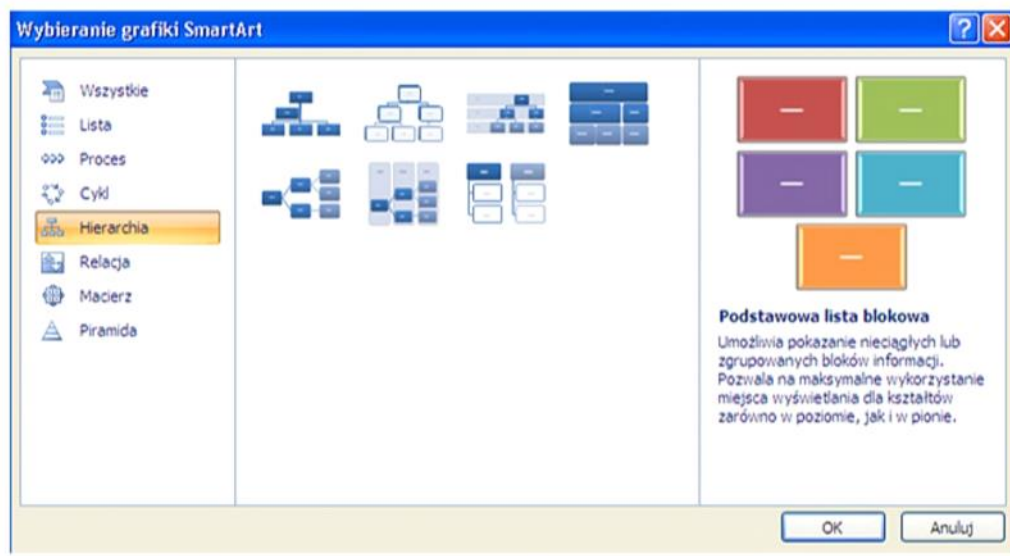 Wybieranie grafiki SmartArt
Wszystkie
Lista
Proces
Cykl
Hierarchia
Relacja
Macierz
Piramida
Podstawowa lista blokowa
Umożliwia pokazanie nieciągłych lub
zgrupowanych bloków informacji.
Pozwala na maksymalne wykorzystanie
miejsca wyświetlania dla kształtów
zarówno w poziomie, jak i w pionie.
OK
Anuluj